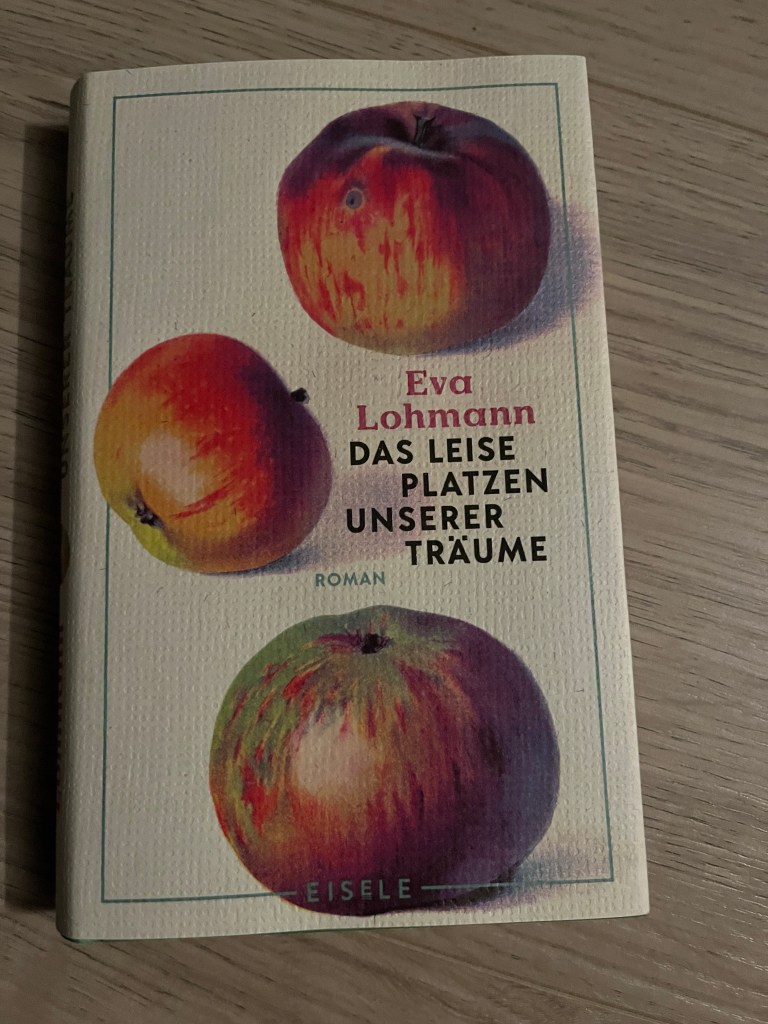 Eva
Lohmann
DAS LEISE
PLATZEN
UNSERER
TRÄUME
ROMAN
EISELE